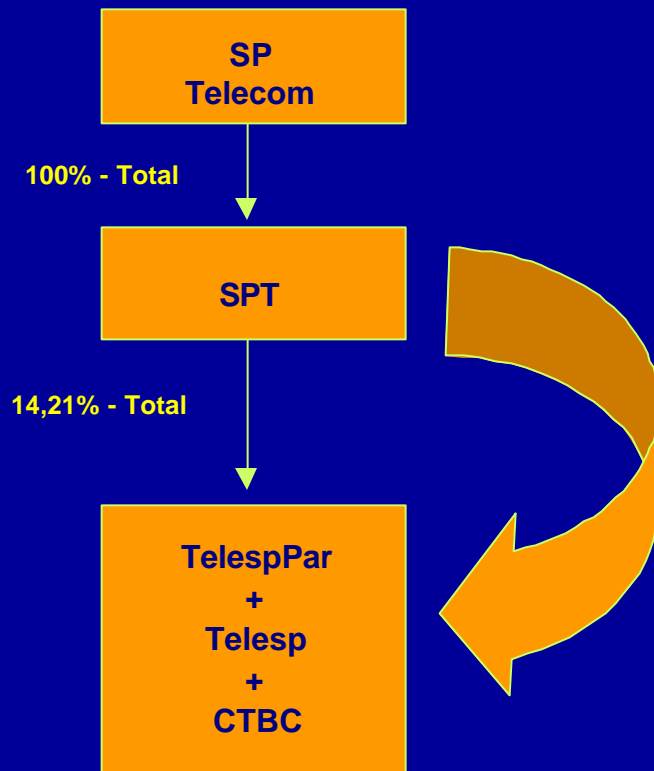 SP
Telecom
100% - Total
SPT
14,21% - Total
TelespPar
+
Telesp
+
CTBC